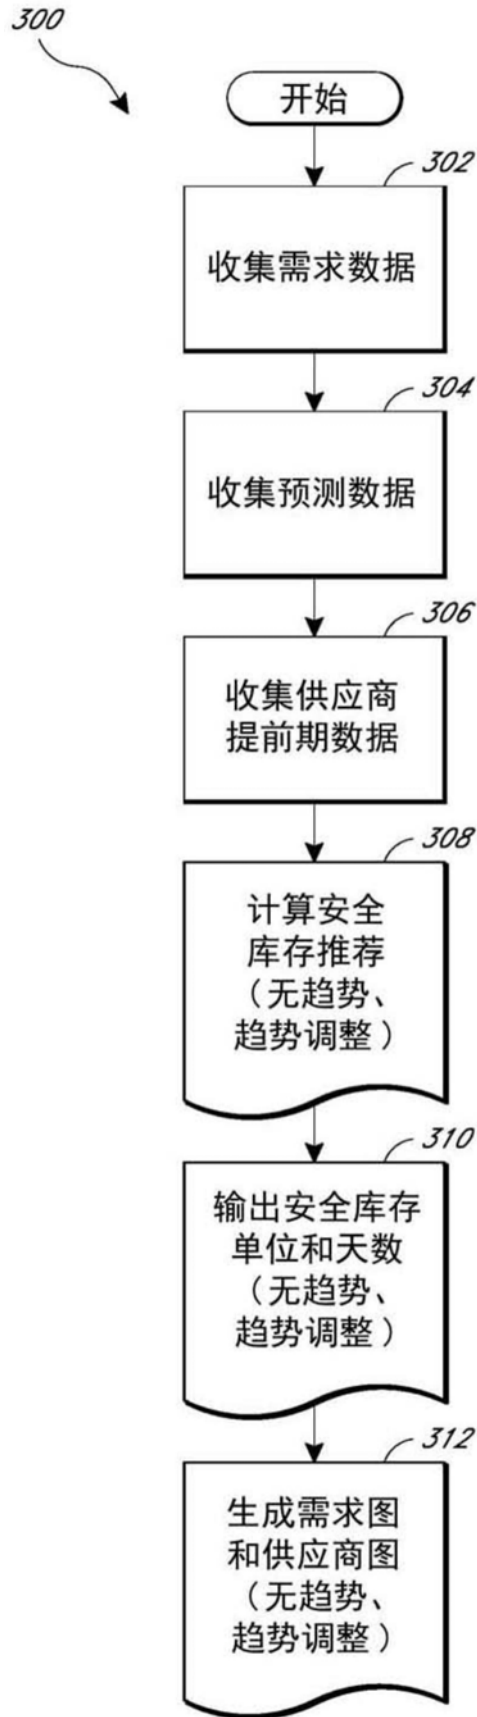 300
开始
302
收集需求数据
304
收集预测数据
306
收集供应商
提前期数据
308
计算安全
库存推荐
（无趋势、
趋势调整）
310
输出安全库存
单位和天数
（无趋势、
趋势调整）
312
生成需求图
和供应商图
（无趋势、
趋势调整）